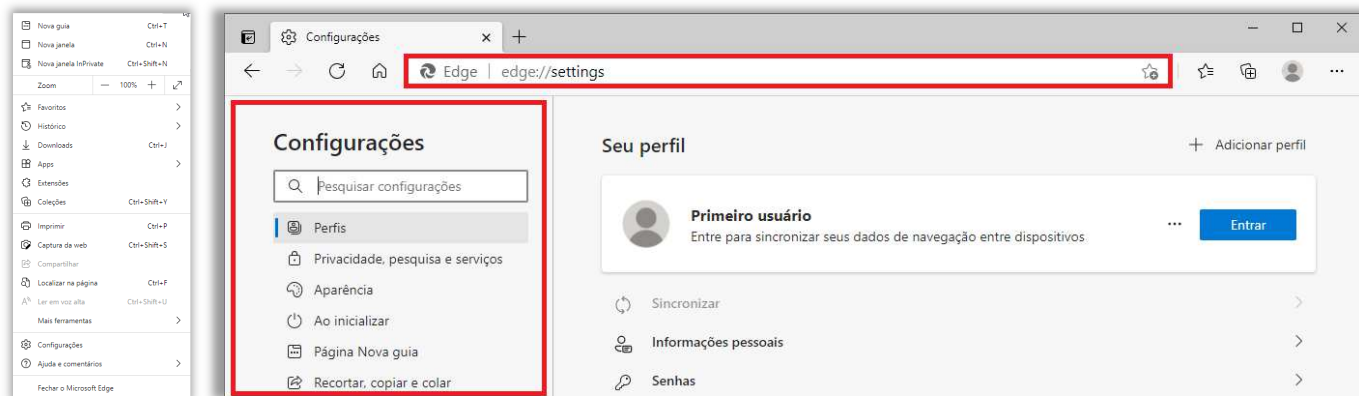 Nova guia Ctrl+T
Nova janela Ctrl+N
Nova janela InPrivate Ctrl+Shift+N
Zoom — 100% +
Favoritos
Histórico
Downloads Ctrl+J
Apps
Extensões
Coleções Ctrl+Shift+Y
Imprimir Ctrl+P
Captura da web Ctrl+Shift+S
Compartilhar
Localizar na página Ctrl+F
Ler em voz alta Ctrl+Shift+U
Mais ferramentas
Configurações
Ajuda e comentários
Fechar o Microsoft Edge
Configurações
Edge | edge://settings
Configurações
Pesquisar configurações
Perfis
Privacidade, pesquisa e serviços
Aparência
Ao inicializar
Página Nova guia
Recortar, copiar e colar
Seu perfil
+ Adicionar perfil
Primeiro usuário
Entre para sincronizar seus dados de navegação entre dispositivos
... Entrar
Sincronizar
Informações pessoais
Senhas